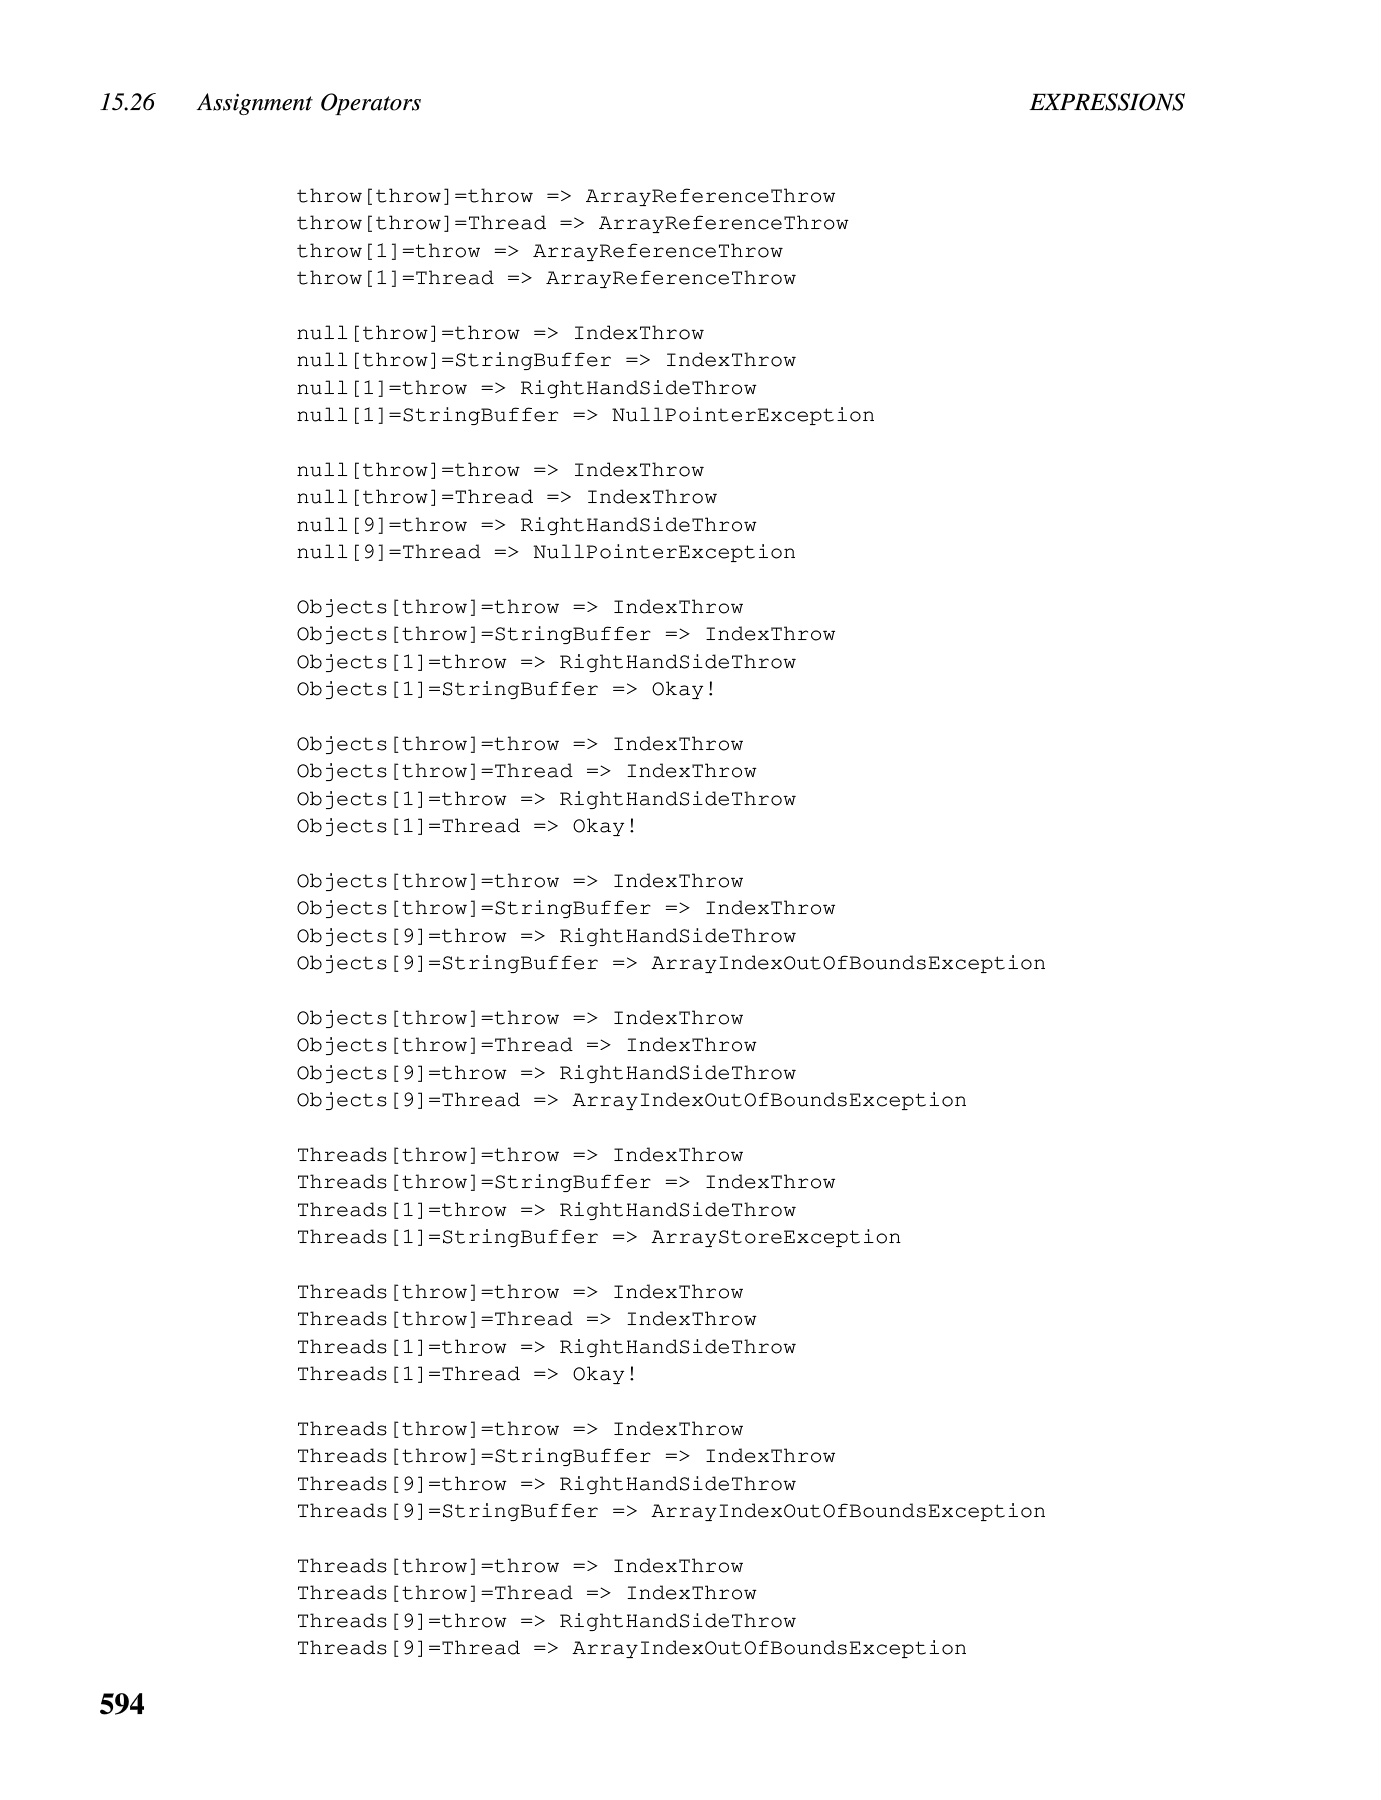 15.26 Assignment Operators EXPRESSIONS
throw[throw]=throw => ArrayReferenceThrow
throw[throw]=Thread => ArrayReferenceThrow
throw[1]=throw => ArrayReferenceThrow
throw[1]=Thread => ArrayReferenceThrow
null[throw]=throw => IndexThrow
null[throw]=StringBuffer => IndexThrow
null[1]=throw => RightHandSideThrow
null[1]=StringBuffer => NullPointerException
null[throw]=throw => IndexThrow
null[throw]=Thread => IndexThrow
null[9]=throw => RightHandSideThrow
null[9]=Thread => NullPointerException
Objects[throw]=throw => IndexThrow
Objects[throw]=StringBuffer => IndexThrow
Objects[1]=throw => RightHandSideThrow
Objects[1]=StringBuffer => Okay!
Objects[throw]=throw => IndexThrow
Objects[throw]=Thread => IndexThrow
Objects[1]=throw => RightHandSideThrow
Objects[1]=Thread => Okay!
Objects[throw]=throw => IndexThrow
Objects[throw]=StringBuffer => IndexThrow
Objects[9]=throw => RightHandSideThrow
Objects[9]=StringBuffer => ArrayIndexOutOfBoundsException
Objects[throw]=throw => IndexThrow
Objects[throw]=Thread => IndexThrow
Objects[9]=throw => RightHandSideThrow
Objects[9]=Thread => ArrayIndexOutOfBoundsException
Threads[throw]=throw => IndexThrow
Threads[throw]=StringBuffer => IndexThrow
Threads[1]=throw => RightHandSideThrow
Threads[1]=StringBuffer => ArrayStoreException
Threads[throw]=throw => IndexThrow
Threads[throw]=Thread => IndexThrow
Threads[1]=throw => RightHandSideThrow
Threads[1]=Thread => Okay!
Threads[throw]=throw => IndexThrow
Threads[throw]=StringBuffer => IndexThrow
Threads[9]=throw => RightHandSideThrow
Threads[9]=StringBuffer => ArrayIndexOutOfBoundsException
Threads[throw]=throw => IndexThrow
Threads[throw]=Thread => IndexThrow
Threads[9]=throw => RightHandSideThrow
Threads[9]=Thread => ArrayIndexOutOfBoundsException
594